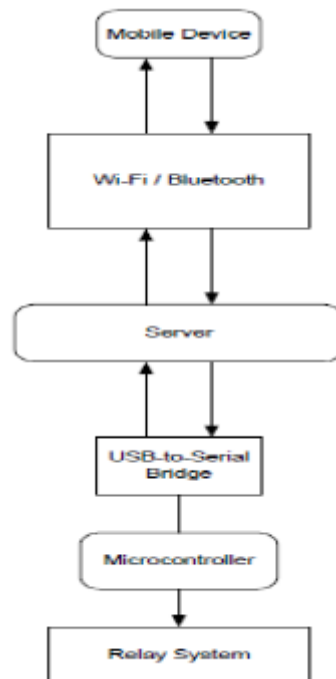 Mobile Device
Wi-Fi / Bluetooth
Server
USB-to-Serial
Bridge
Microcontroller
Relay System